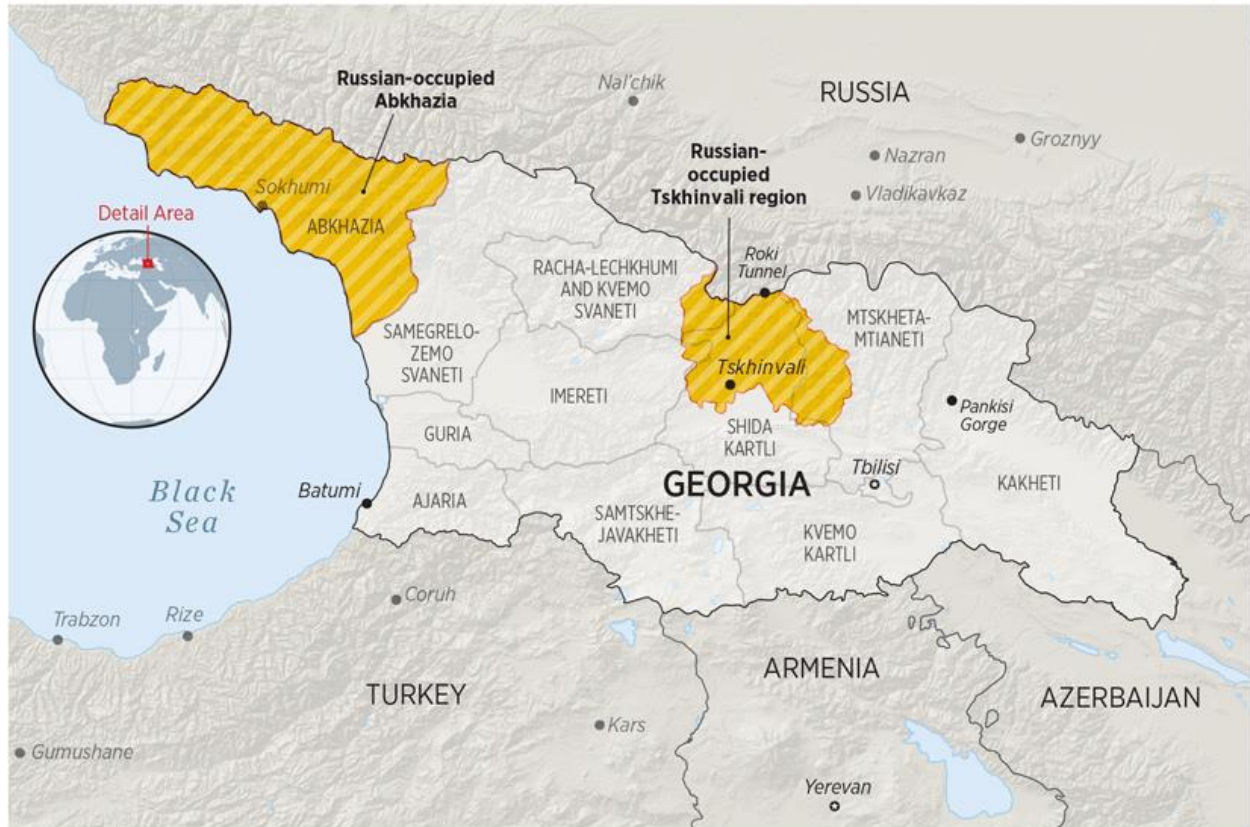 Russian-occupied
Abkhazia
Nal'chik
RUSSIA
Groznyy
Nazran
Vladikavkaz
Russian-
occupied
Tskhinvali region
Sokhumi
ABKHAZIA
Detail Area
Roki
Tunnel
RACHA-LECHKHUMI
AND KVEMO
SVANETI
MTSKHETA-
MTIANETI
SAMEGRELO-
ZEMO
SVANETI
Tskhinvali
IMERETI
Pankisi
Gorge
GURIA
SHIDA
KARTLI
GEORGIA
Tbilisi
KAKHETI
Black
Sea
Batumi
AJARIA
SAMTSKHE-
JAVAKHETI
KVEMO
KARTLI
Coruh
Trabzon
Rize
TURKEY
ARMENIA
AZERBAIJAN
Kars
Gumushane
Yerevan